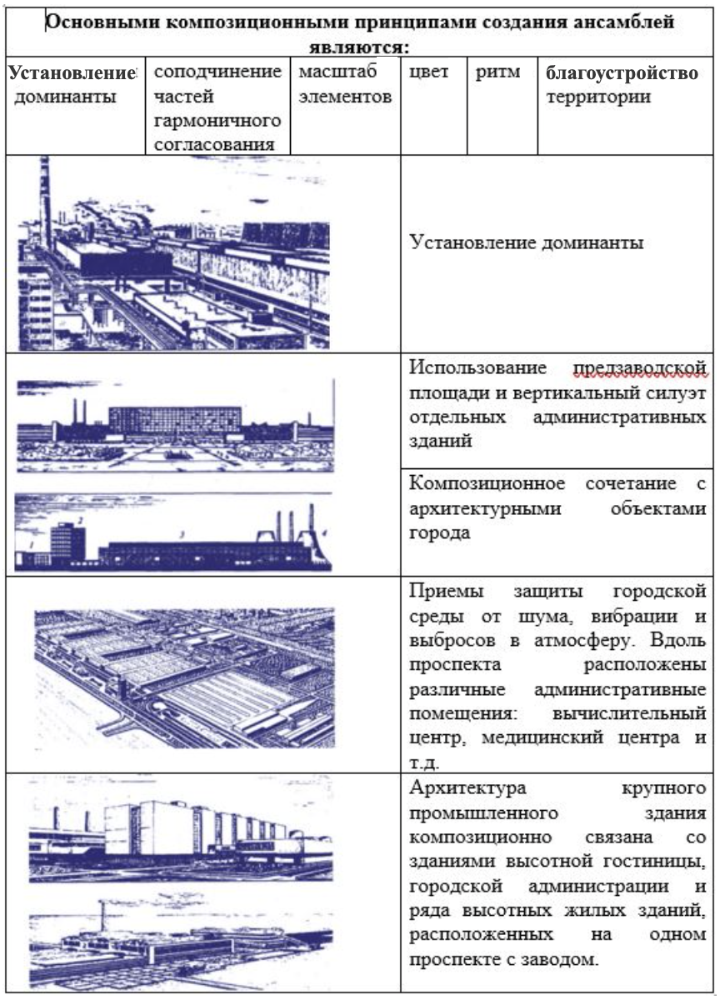 Основными композиционными принципами создания ансамблей
являются:
Установление
доминанты
соподчинение
частей
гармоничного
согласования
масштаб
элементов
цвет
ритм
благоустройство
территории
Установление доминанты
Использование предзаводской
площади и вертикальный силуэт
отдельных административных
зданий
1
2
3
4
Композиционное сочетание с
архитектурными объектами
города
Приемы защиты городской
среды от шума, вибрации и
выбросов в атмосферу. Вдоль
проспекта расположены
различные административные
помещения: вычислительный
центр, медицинский центра и
т.д.
Архитектура крупного
промышленного здания
композиционно связана со
зданиями высотной гостиницы,
городской администрации и
ряда высотных жилых зданий,
расположенных на одном
проспекте с заводом.